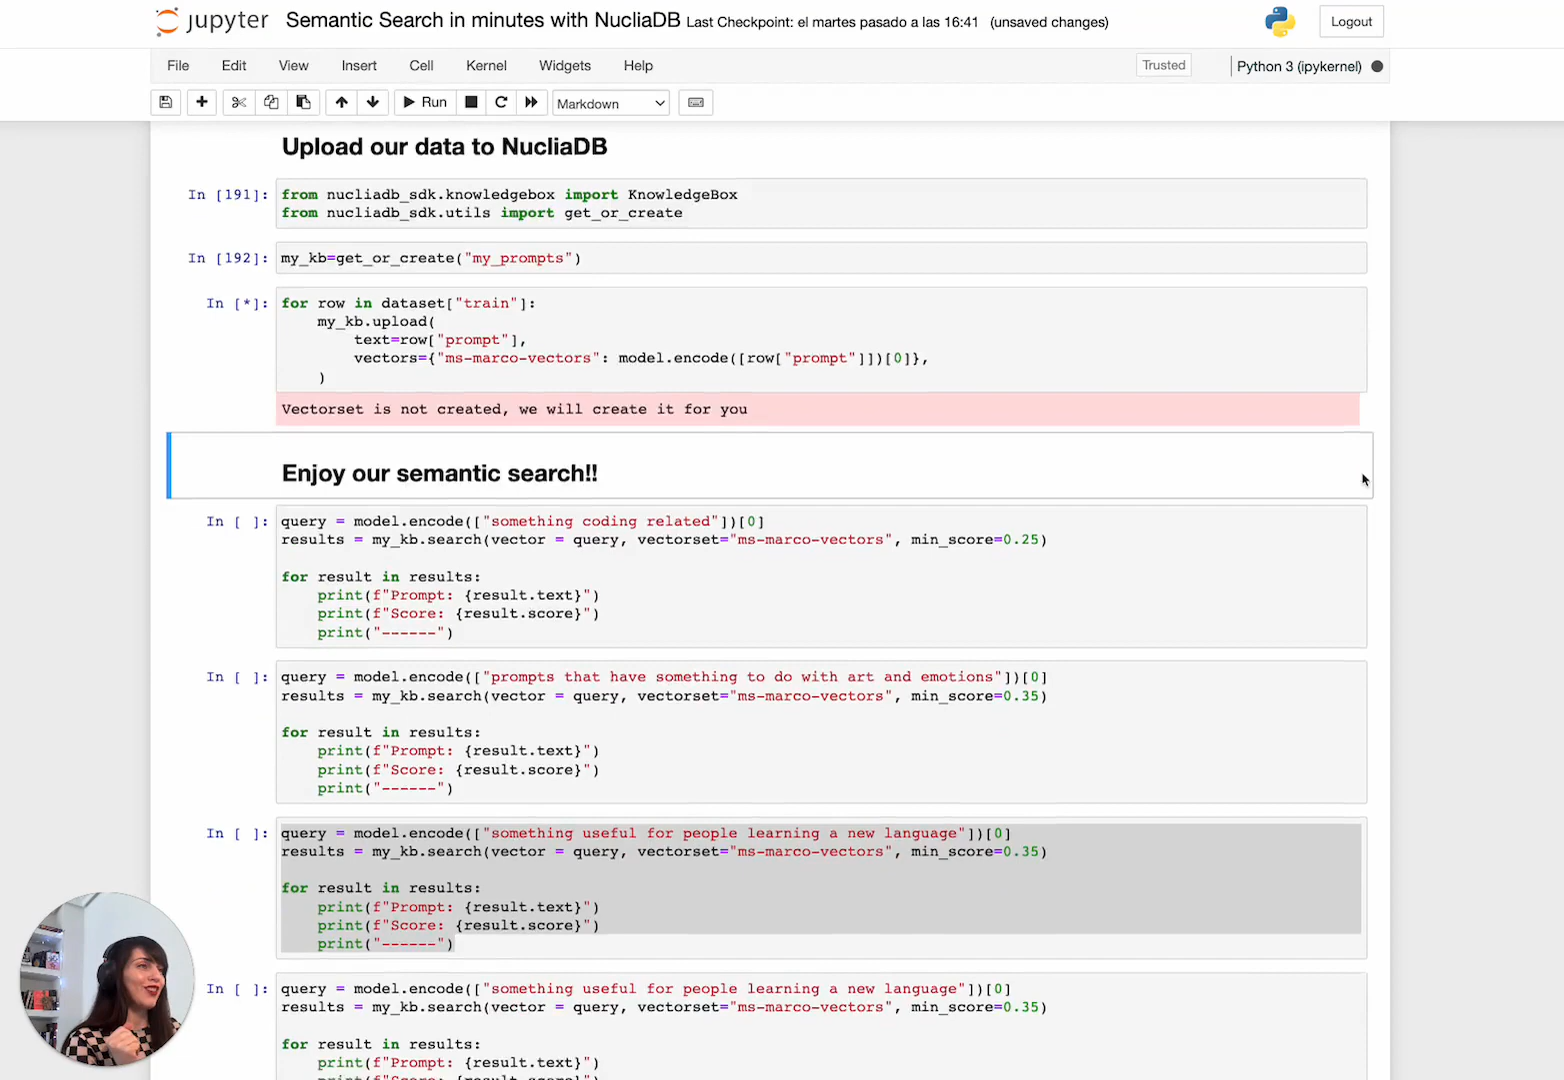 jupyter Semantic Search in minutes with NucliaDB Last Checkpoint: el martes pasado a las 16:41 (unsaved changes) Logout
File Edit View Insert Cell Kernel Widgets Help Trusted Python 3 (ipykernel)
Run Markdown
Upload our data to NucliaDB
In [191]: from nucliadb_sdk.knowledgebox import KnowledgeBox
from nucliadb_sdk.utils import get_or_create
In [192]: my_kb=get_or_create("my_prompts")
In [*]: for row in dataset["train"]:
my_kb.upload(
text=row["prompt"],
vectors={"ms-marco-vectors": model.encode([row["prompt"]])[0]},
)
Vectorset is not created, we will create it for you
Enjoy our semantic search!!
In [ ]: query = model.encode(["something coding related"])[0]
results = my_kb.search(vector = query, vectorset="ms-marco-vectors", min_score=0.25)
for result in results:
print(f"Prompt: {result.text}")
print(f"Score: {result.score}")
print("------")
In [ ]: query = model.encode(["prompts that have something to do with art and emotions"])[0]
results = my_kb.search(vector = query, vectorset="ms-marco-vectors", min_score=0.35)
for result in results:
print(f"Prompt: {result.text}")
print(f"Score: {result.score}")
print("------")
In [ ]: query = model.encode(["something useful for people learning a new language"])[0]
results = my_kb.search(vector = query, vectorset="ms-marco-vectors", min_score=0.35)
for result in results:
print(f"Prompt: {result.text}")
print(f"Score: {result.score}")
print("------")
In [ ]: query = model.encode(["something useful for people learning a new language"])[0]
results = my_kb.search(vector = query, vectorset="ms-marco-vectors", min_score=0.35)
for result in results:
print(f"Prompt: {result.text}")